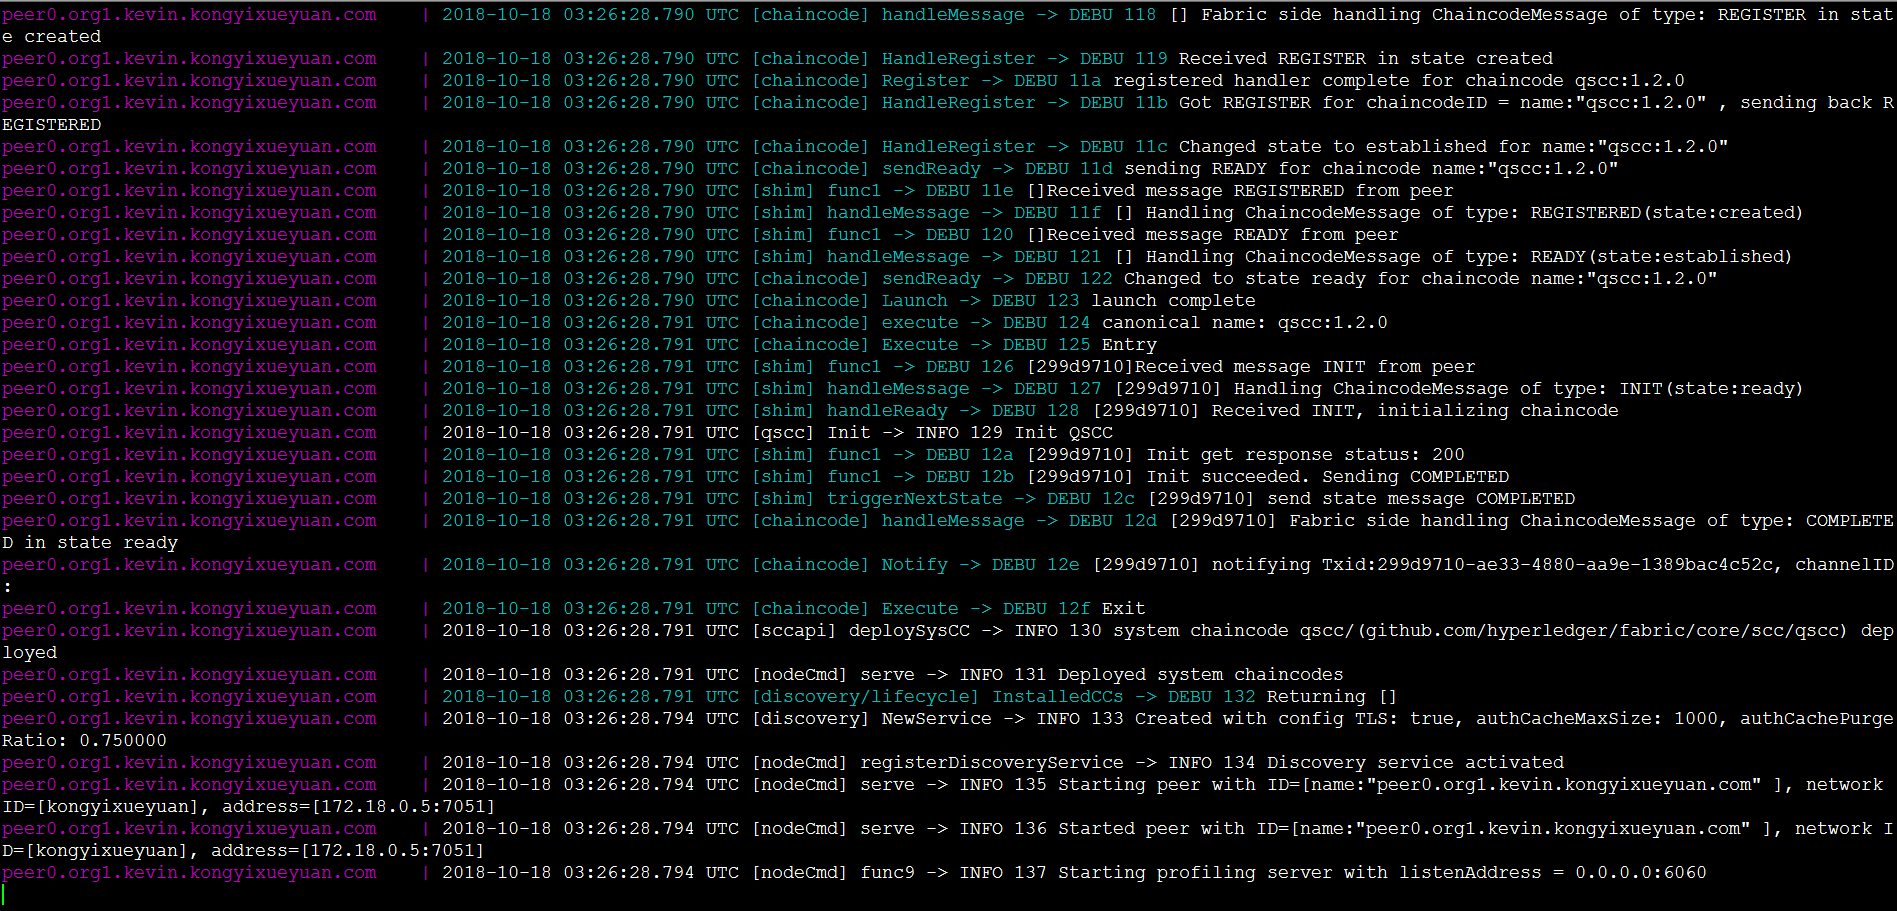 peer0.org1.kevin.kongyixueyuan.com    | 2018-10-18 03:26:28.790 UTC [chaincode] handleMessage -> DEBU 118 [] Fabric side handling ChaincodeMessage of type: REGISTER in stat
e created
peer0.org1.kevin.kongyixueyuan.com    | 2018-10-18 03:26:28.790 UTC [chaincode] HandleRegister -> DEBU 119 Received REGISTER in state created
peer0.org1.kevin.kongyixueyuan.com    | 2018-10-18 03:26:28.790 UTC [chaincode] Register -> DEBU 11a registered handler complete for chaincode qscc:1.2.0
peer0.org1.kevin.kongyixueyuan.com    | 2018-10-18 03:26:28.790 UTC [chaincode] HandleRegister -> DEBU 11b Got REGISTER for chaincodeID = name:"qscc:1.2.0" , sending back R
EGISTERED
peer0.org1.kevin.kongyixueyuan.com    | 2018-10-18 03:26:28.790 UTC [chaincode] HandleRegister -> DEBU 11c Changed state to established for name:"qscc:1.2.0"
peer0.org1.kevin.kongyixueyuan.com    | 2018-10-18 03:26:28.790 UTC [chaincode] sendReady -> DEBU 11d sending READY for chaincode name:"qscc:1.2.0"
peer0.org1.kevin.kongyixueyuan.com    | 2018-10-18 03:26:28.790 UTC [shim] func1 -> DEBU 11e []Received message REGISTERED from peer
peer0.org1.kevin.kongyixueyuan.com    | 2018-10-18 03:26:28.790 UTC [shim] handleMessage -> DEBU 11f [] Handling ChaincodeMessage of type: REGISTERED(state:created)
peer0.org1.kevin.kongyixueyuan.com    | 2018-10-18 03:26:28.790 UTC [shim] func1 -> DEBU 120 []Received message READY from peer
peer0.org1.kevin.kongyixueyuan.com    | 2018-10-18 03:26:28.790 UTC [shim] handleMessage -> DEBU 121 [] Handling ChaincodeMessage of type: READY(state:established)
peer0.org1.kevin.kongyixueyuan.com    | 2018-10-18 03:26:28.790 UTC [chaincode] sendReady -> DEBU 122 Changed to state ready for chaincode name:"qscc:1.2.0"
peer0.org1.kevin.kongyixueyuan.com    | 2018-10-18 03:26:28.790 UTC [chaincode] Launch -> DEBU 123 launch complete
peer0.org1.kevin.kongyixueyuan.com    | 2018-10-18 03:26:28.791 UTC [chaincode] execute -> DEBU 124 canonical name: qscc:1.2.0
peer0.org1.kevin.kongyixueyuan.com    | 2018-10-18 03:26:28.791 UTC [chaincode] Execute -> DEBU 125 Entry
peer0.org1.kevin.kongyixueyuan.com    | 2018-10-18 03:26:28.791 UTC [shim] func1 -> DEBU 126 [299d9710]Received message INIT from peer
peer0.org1.kevin.kongyixueyuan.com    | 2018-10-18 03:26:28.791 UTC [shim] handleMessage -> DEBU 127 [299d9710] Handling ChaincodeMessage of type: INIT(state:ready)
peer0.org1.kevin.kongyixueyuan.com    | 2018-10-18 03:26:28.791 UTC [shim] handleReady -> DEBU 128 [299d9710] Received INIT, initializing chaincode
peer0.org1.kevin.kongyixueyuan.com    | 2018-10-18 03:26:28.791 UTC [qscc] Init -> INFO 129 Init QSCC
peer0.org1.kevin.kongyixueyuan.com    | 2018-10-18 03:26:28.791 UTC [shim] func1 -> DEBU 12a [299d9710] Init get response status: 200
peer0.org1.kevin.kongyixueyuan.com    | 2018-10-18 03:26:28.791 UTC [shim] func1 -> DEBU 12b [299d9710] Init succeeded. Sending COMPLETED
peer0.org1.kevin.kongyixueyuan.com    | 2018-10-18 03:26:28.791 UTC [shim] triggerNextState -> DEBU 12c [299d9710] send state message COMPLETED
peer0.org1.kevin.kongyixueyuan.com    | 2018-10-18 03:26:28.791 UTC [chaincode] handleMessage -> DEBU 12d [299d9710] Fabric side handling ChaincodeMessage of type: COMPLETE
D in state ready
peer0.org1.kevin.kongyixueyuan.com    | 2018-10-18 03:26:28.791 UTC [chaincode] Notify -> DEBU 12e [299d9710] notifying Txid:299d9710-ae33-4880-aa9e-1389bac4c52c, channelID
:
peer0.org1.kevin.kongyixueyuan.com    | 2018-10-18 03:26:28.791 UTC [chaincode] Execute -> DEBU 12f Exit
peer0.org1.kevin.kongyixueyuan.com    | 2018-10-18 03:26:28.791 UTC [sccapi] deploySysCC -> INFO 130 system chaincode qscc/(github.com/hyperledger/fabric/core/scc/qscc) dep
loyed
peer0.org1.kevin.kongyixueyuan.com    | 2018-10-18 03:26:28.791 UTC [nodeCmd] serve -> INFO 131 Deployed system chaincodes
peer0.org1.kevin.kongyixueyuan.com    | 2018-10-18 03:26:28.791 UTC [discovery/lifecycle] InstalledCCs -> DEBU 132 Returning []
peer0.org1.kevin.kongyixueyuan.com    | 2018-10-18 03:26:28.794 UTC [discovery] NewService -> INFO 133 Created with config TLS: true, authCacheMaxSize: 1000, authCachePurge
Ratio: 0.750000
peer0.org1.kevin.kongyixueyuan.com    | 2018-10-18 03:26:28.794 UTC [nodeCmd] registerDiscoveryService -> INFO 134 Discovery service activated
peer0.org1.kevin.kongyixueyuan.com    | 2018-10-18 03:26:28.794 UTC [nodeCmd] serve -> INFO 135 Starting peer with ID=[name:"peer0.org1.kevin.kongyixueyuan.com" ], network 
ID=[kongyixueyuan], address=[172.18.0.5:7051]
peer0.org1.kevin.kongyixueyuan.com    | 2018-10-18 03:26:28.794 UTC [nodeCmd] serve -> INFO 136 Started peer with ID=[name:"peer0.org1.kevin.kongyixueyuan.com" ], network I
D=[kongyixueyuan], address=[172.18.0.5:7051]
peer0.org1.kevin.kongyixueyuan.com    | 2018-10-18 03:26:28.794 UTC [nodeCmd] func9 -> INFO 137 Starting profiling server with listenAddress = 0.0.0.0:6060